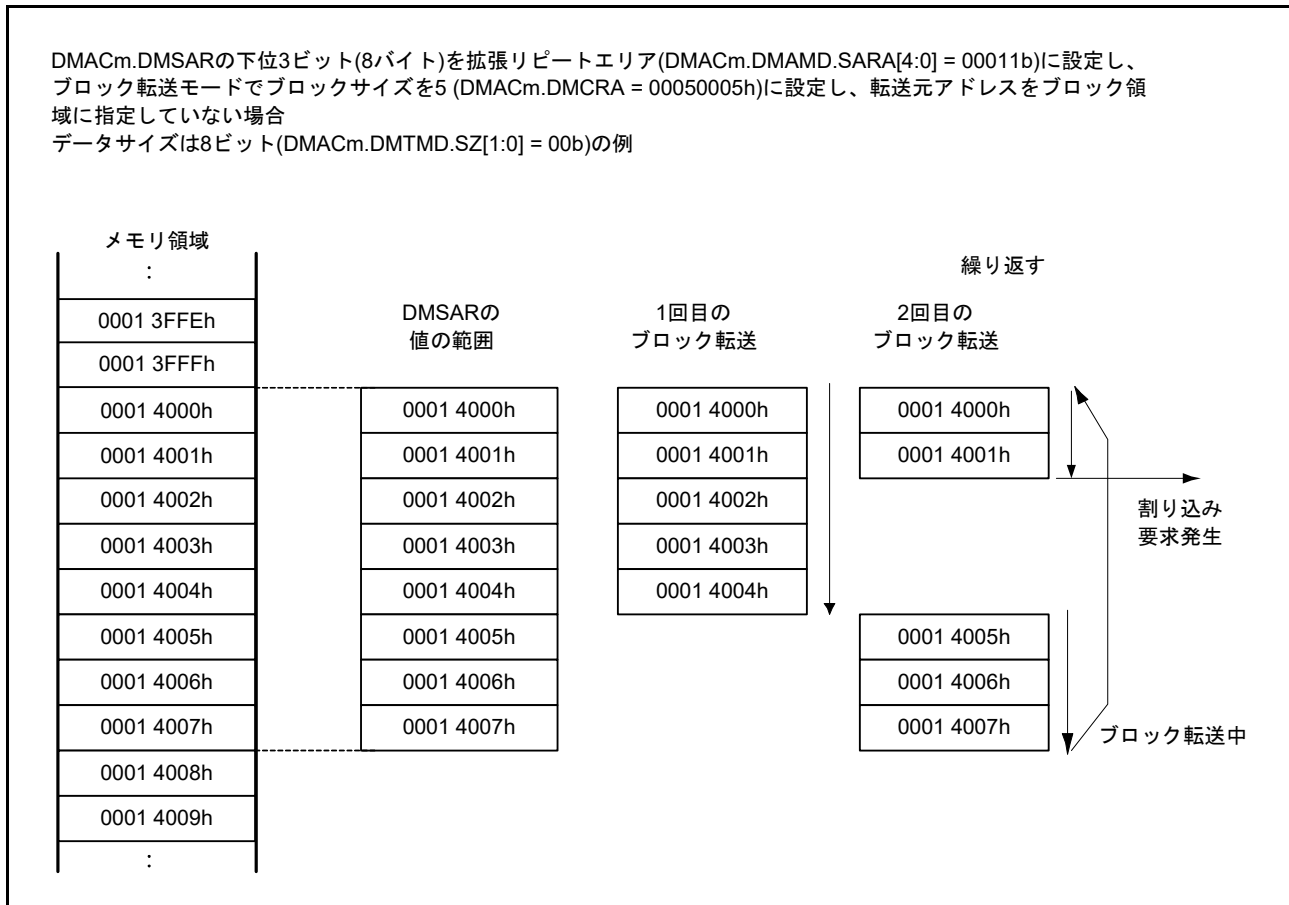 DMACm.DMSARの下位3ビット(8バイト)を拡張リピートエリア(DMACm.DMAMD.SARA[4:0] = 00011b)に設定し、
ブロック転送モードでブロックサイズを5 (DMACm.DMCRA = 00050005h)に設定し、転送元アドレスをブロック領
域に指定していない場合
データサイズは8ビット(DMACm.DMTMD.SZ[1:0] = 00b)の例
メモリ領域
:
0001 3FFEh
0001 3FFFh
0001 4000h
0001 4001h
0001 4002h
0001 4003h
0001 4004h
0001 4005h
0001 4006h
0001 4007h
0001 4008h
0001 4009h
:
DMSARの
値の範囲
0001 4000h
0001 4001h
0001 4002h
0001 4003h
0001 4004h
0001 4005h
0001 4006h
0001 4007h
1回目の
ブロック転送
0001 4000h
0001 4001h
0001 4002h
0001 4003h
0001 4004h
繰り返す
2回目の
ブロック転送
0001 4000h
0001 4001h
0001 4005h
0001 4006h
0001 4007h
割り込み
要求発生
ブロック転送中